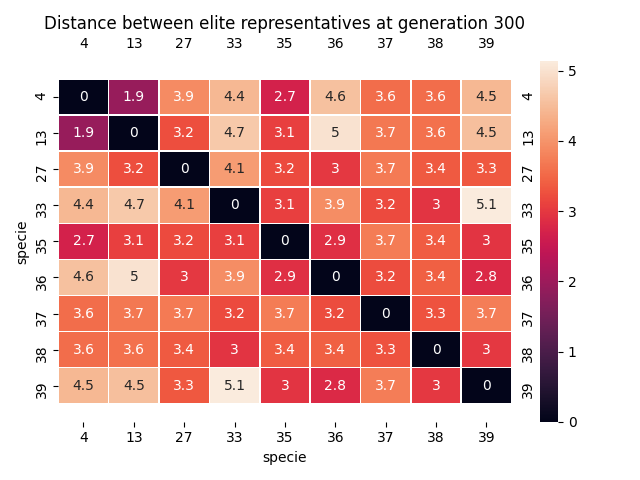 Distance between elite representatives at generation 300
4 13 27 33 35 36 37 38 39
4 0 1.9 3.9 4.4 2.7 4.6 3.6 3.6 4.5 4
13 1.9 0 3.2 4.7 3.1 5 3.7 3.6 4.5 13
27 3.9 3.2 0 4.1 3.2 3 3.7 3.4 3.3 27
33 4.4 4.7 4.1 0 3.1 3.9 3.2 3 5.1 33
35 2.7 3.1 3.2 3.1 0 2.9 3.7 3.4 3 35
36 4.6 5 3 3.9 2.9 0 3.2 3.4 2.8 36
37 3.6 3.7 3.7 3.2 3.7 3.2 0 3.3 3.7 37
38 3.6 3.6 3.4 3 3.4 3.4 3.3 0 3 38
39 4.5 4.5 3.3 5.1 3 2.8 3.7 3 0 39
4 13 27 33 35 36 37 38 39
specie
specie
5
4
3
2
1
0